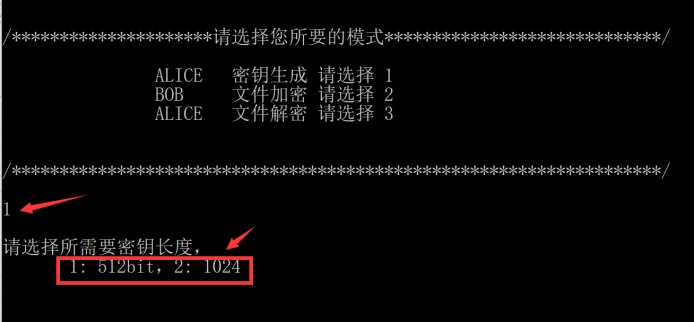 /*********************请选择您所要的模式*****************************/
ALICE 密钥生成 请选择 1
BOB 文件加密 请选择 2
ALICE 文件解密 请选择 3
/********************************************************************/
1
请选择所需要密钥长度，
1: 512bit, 2: 1024